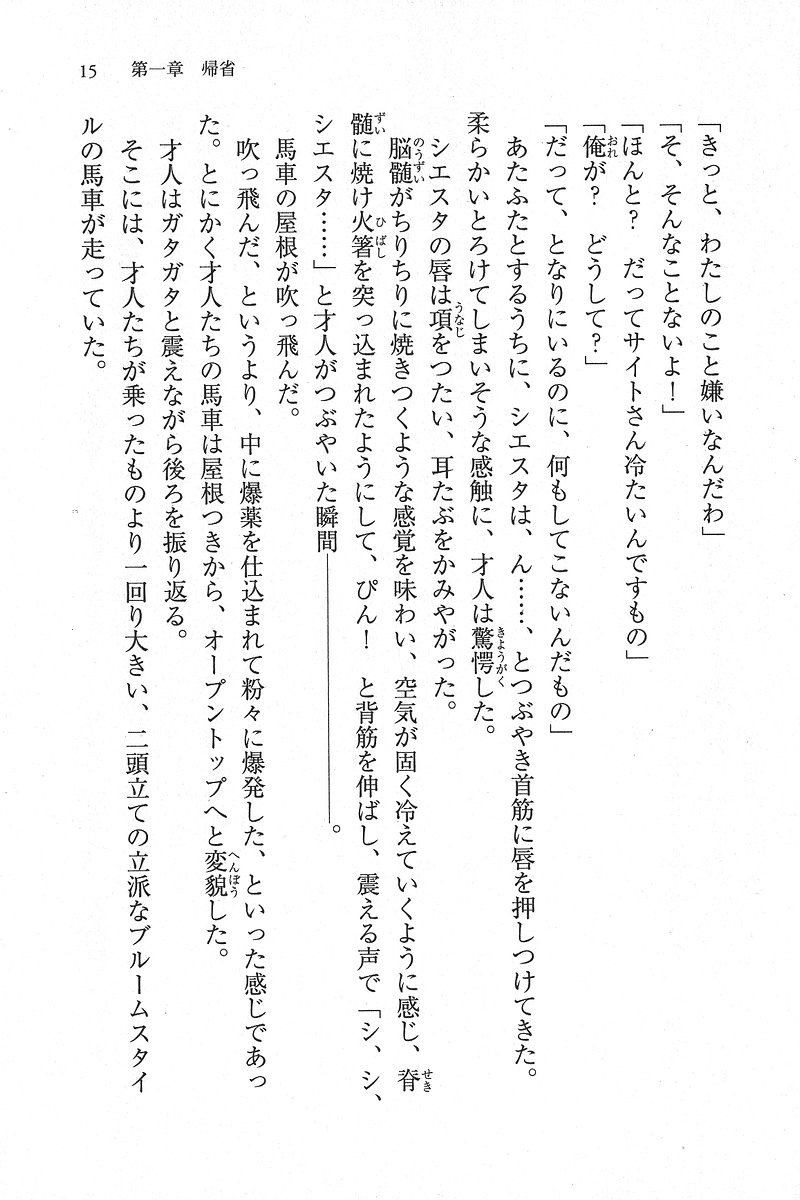 15　第一章　帰省
「きっと、わたしのこと嫌いなんだわ」
「そ、そんなことないよ！」
「ほんと？　だってサイトさん冷たいんですもの」
「俺が？　どうして？」
「だって、となりにいるのに、何もしてこないんだもの」
　あたふたとするうちに、シエスタは、ん……、とつぶやき首筋に唇を押しつけてきた。
柔らかいとろけてしまいそうな感触に、才人は驚愕した。
　シエスタの唇は項をつたい、耳たぶをかみやがった。
　脳髄がちりちりに焼きつくような感覚を味わい、空気が固く冷えていくように感じ、脊
髄に焼け火箸を突っ込まれたようにして、ぴん！　と背筋を伸ばし、震える声で「シ、シ、
シエスタ……」と才人がつぶやいた瞬間――――――。
　馬車の屋根が吹っ飛んだ。
　吹っ飛んだ、というより、中に爆薬を仕込まれて粉々に爆発した、といった感じであっ
た。とにかく才人たちの馬車は屋根つきから、オープントップへと変貌した。
　才人はガタガタと震えながら後ろを振り返る。
　そこには、才人たちが乗ったものより一回り大きい、二頭立ての立派なブルームスタイ
ルの馬車が走っていた。